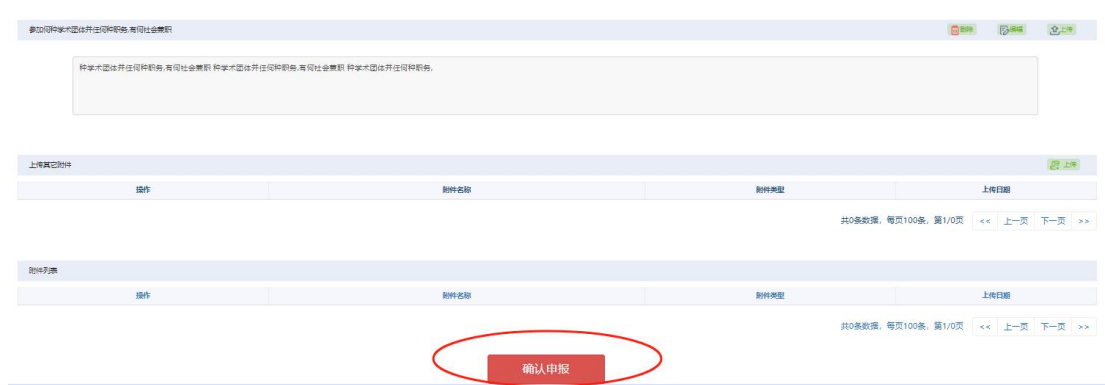 参加何种学术团体并任何种职务,有何社会兼职 删除 编辑 上传
种学术团体并任何种职务,有何社会兼职 种学术团体并任何种职务,有何社会兼职 种学术团体并任何种职务,
上传其它附件 上传
操作 附件名称 附件类型 上传日期
共0条数据，每页100条，第1/0页 << 上一页 下一页 >>
附件列表
操作 附件名称 附件类型 上传日期
共0条数据，每页100条，第1/0页 << 上一页 下一页 >>
确认申报